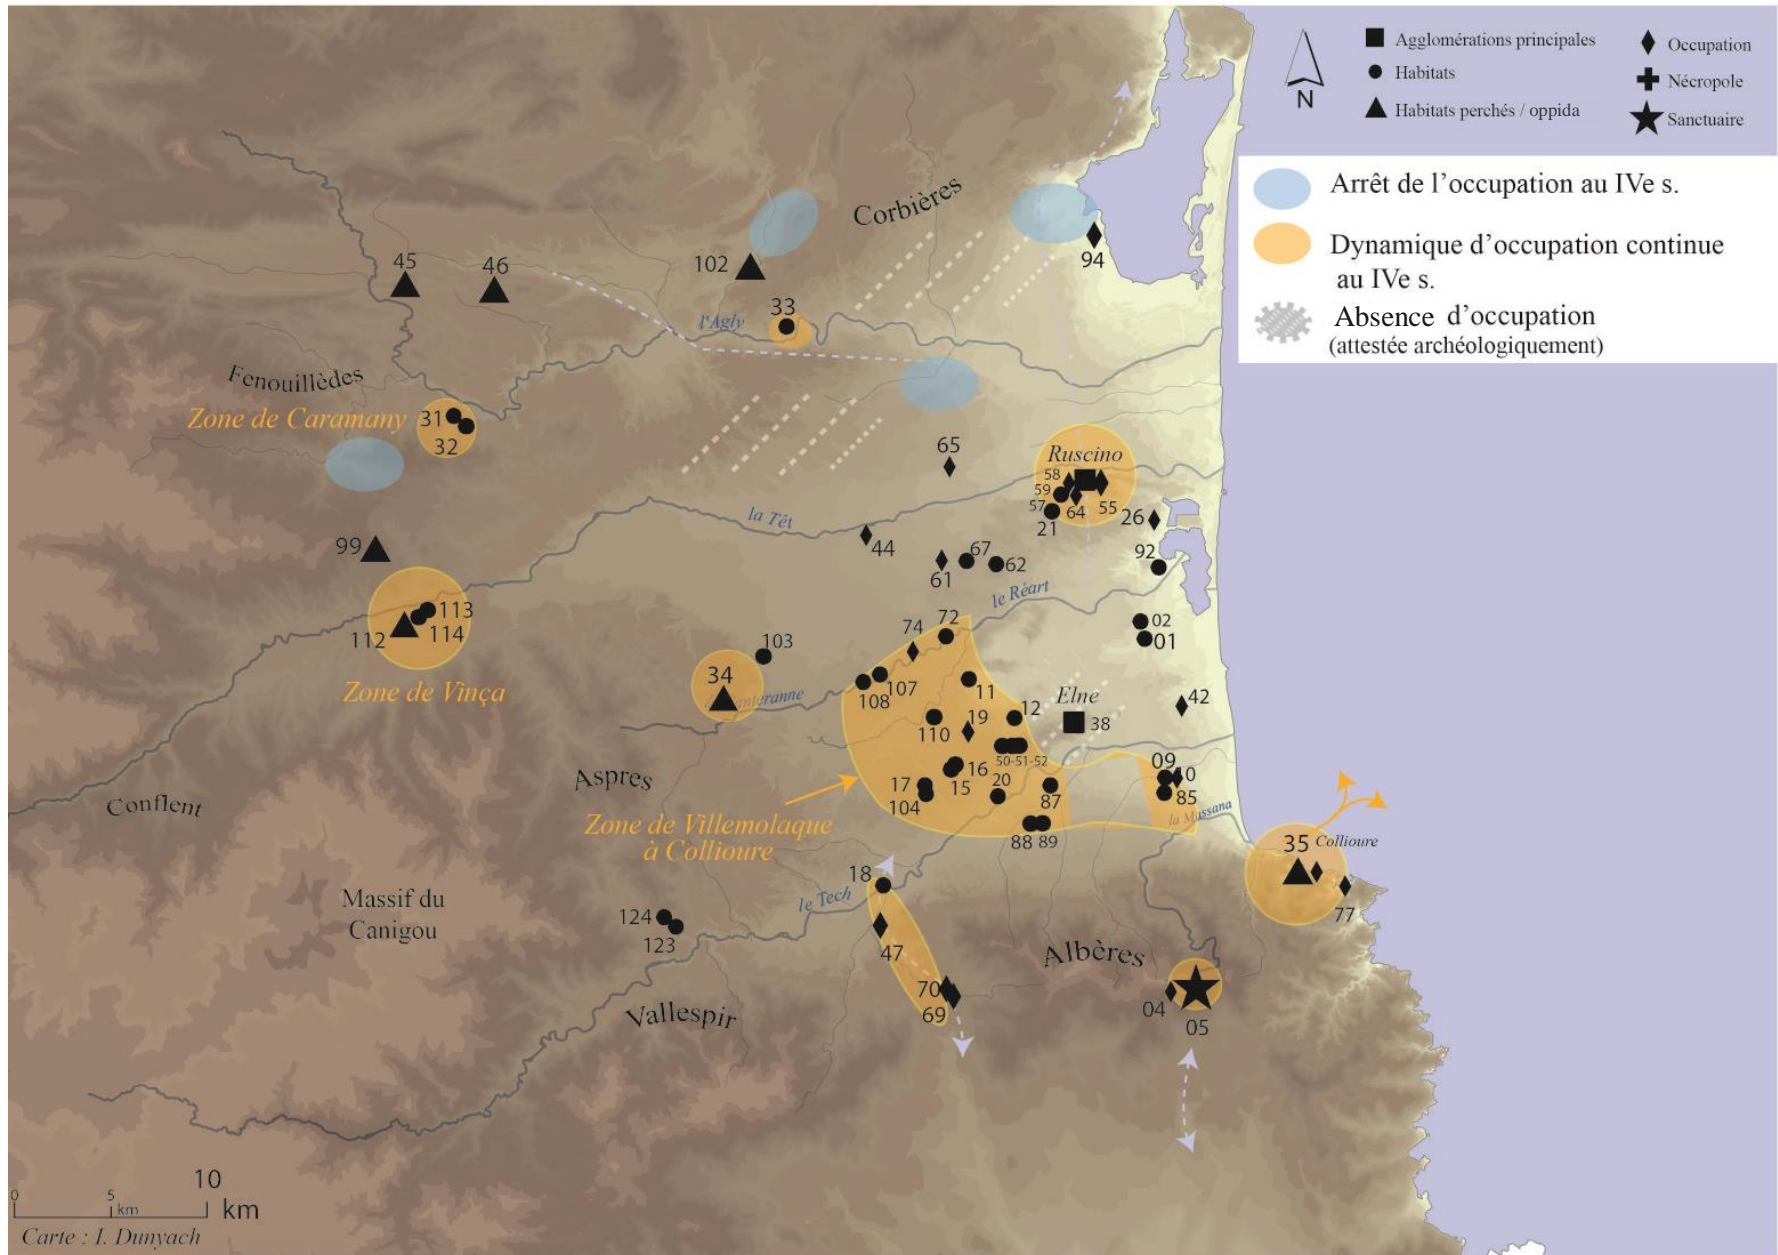 Agglomérations principales
Habitats
Habitats perchés / oppida
Occupation
Nécropole
Sanctuaire
N
Arrêt de l'occupation au IVe s.
Dynamique d'occupation continue
au IVe s.
Absence d'occupation
(attestée archéologiquement)
Corbières
94
45
46
102
33
l'Agly
Fenouillèdes
Zone de Caramany
31
32
65
Ruscino
58
59
57
64
55
21
26
la Têt
44
99
61
67
62
92
le Réart
113
114
112
Zone de Vinça
103
34
72
74
02
01
107
108
11
Elne
42
12
38
110
19
50-51-52
16
15
20
17
104
87
09
10
85
88
89
la Massana
Aspres
Conflent
Zone de Villemolaque
à Collioure
35
Collioure
77
18
le Tech
47
124
123
Massif du
Canigou
Albères
70
69
04
05
Vallespir
10
0
5
km
km
Carte : I. Dunyach